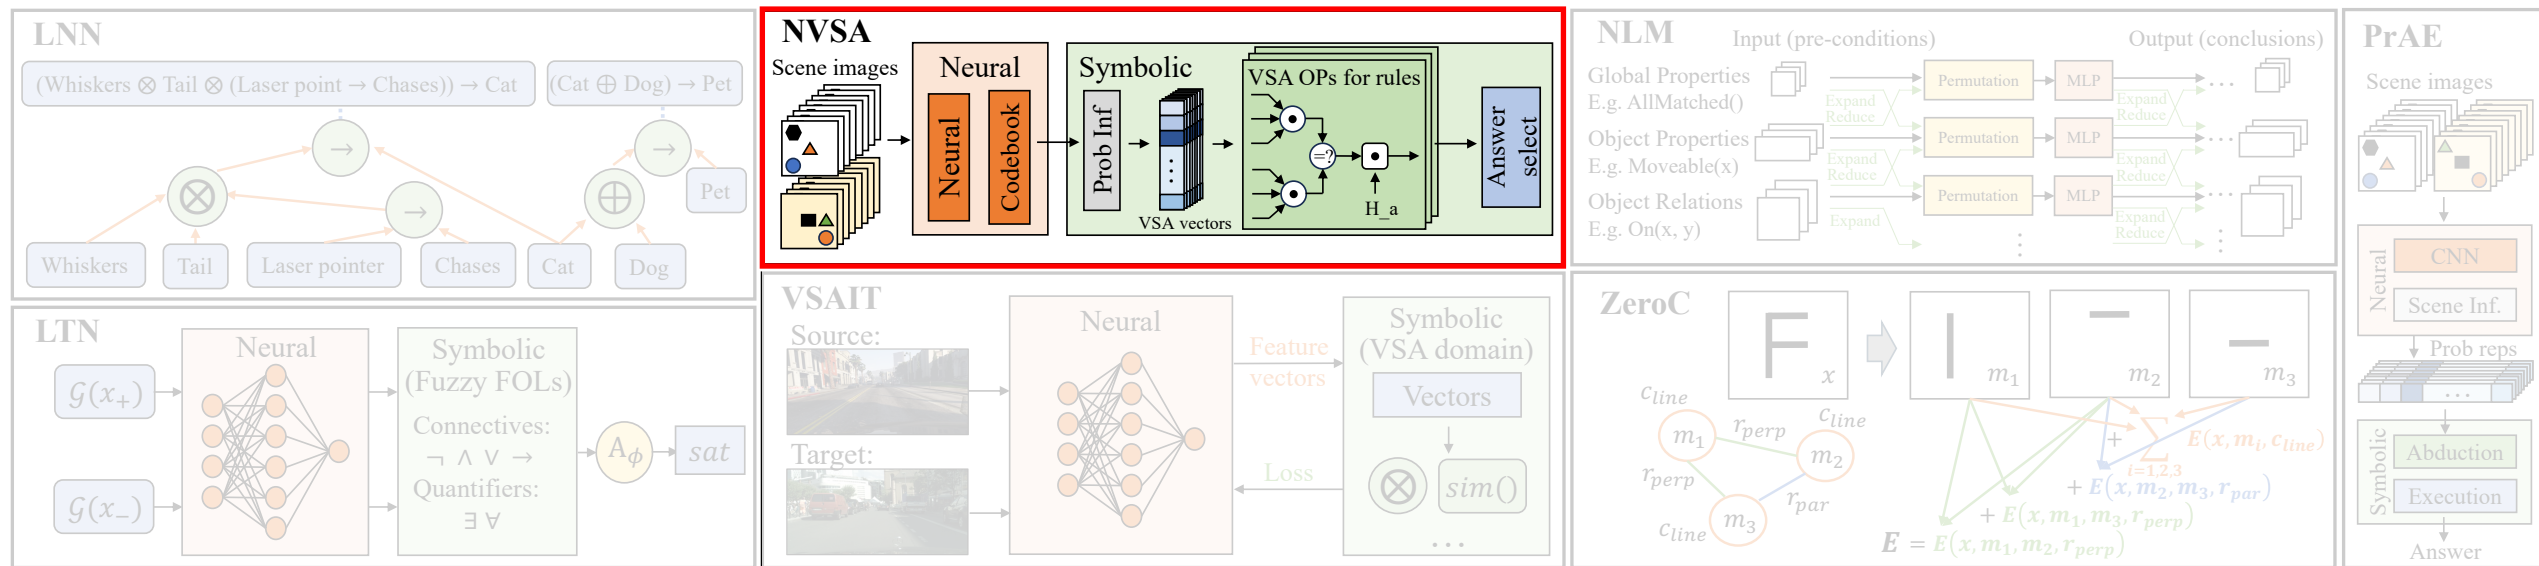 LNN
(Whiskers ⊗ Tail ⊗ (Laser point → Chases)) → Cat
(Cat ⊕ Dog) → Pet
→
→
⊗
→
⊕
Pet
Whiskers
Tail
Laser pointer
Chases
Cat
Dog
NVSA
Scene images
Neural
Neural
Codebook
Symbolic
Prob Inf
VSA vectors
VSA OPs for rules
=?
H_a
Answer select
NLM
Input (pre-conditions)
Output (conclusions)
Global Properties
E.g. AllMatched()
Object Properties
E.g. Moveable(x)
Object Relations
E.g. On(x, y)
Permutation
MLP
Expand
Reduce
Expand
Reduce
Permutation
MLP
Expand
Reduce
Expand
Reduce
Permutation
MLP
Expand
Expand
Reduce
PrAE
Scene images
Neural
CNN
Scene Inf.
Prob reps
Symbolic
Abduction
Execution
Answer
LTN
G(x₊)
G(x₋)
Neural
Symbolic
(Fuzzy FOLs)
Connectives:
¬ ∧ ∨ →
Quantifiers:
∃ ∀
A_ϕ
sat
VSAIT
Source:
Target:
Neural
Feature
vectors
Loss
Symbolic
(VSA domain)
Vectors
⊗
sim()
...
ZeroC
F
x
m₁
m₂
m₃
c_line
m₁
r_perp
c_line
m₂
r_perp
r_par
c_line
m₃
+ ∑ i=1,2,3 E(x, mᵢ, c_line)
+ E(x, m₂, m₃, r_par)
+ E(x, m₁, m₃, r_perp)
E = E(x, m₁, m₂, r_perp)